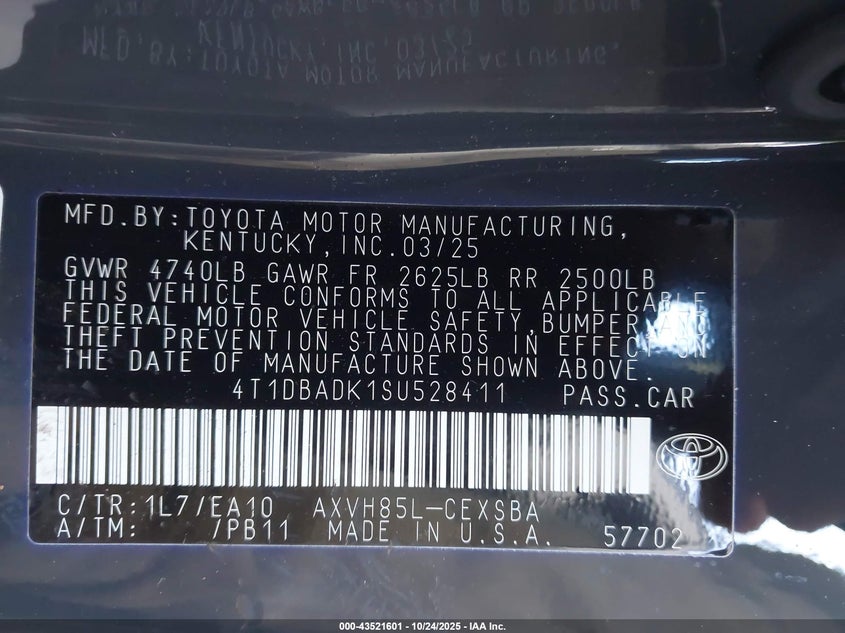 MFD.BY:TOYOTA MOTOR MANUFACTURING,
KENTUCKY,INC.03/25
GVWR 4740LB GAWR FR 2625LB RR 2500LB
THIS VEHICLE CONFORMS TO ALL APPLICABLE
FEDERAL MOTOR VEHICLE SAFETY,BUMPER,AND
THEFT PREVENTION STANDARDS IN EFFECT ON
THE DATE OF MANUFACTURE SHOWN ABOVE.
4T1DBADK1SU528411 PASS.CAR
C/TR:1L7/EA10 AXVH85L-CEXSBA
A/TM: /PB11 MADE IN U.S.A. 57702
000-43521601 - 10/24/2025 - IAA Inc.